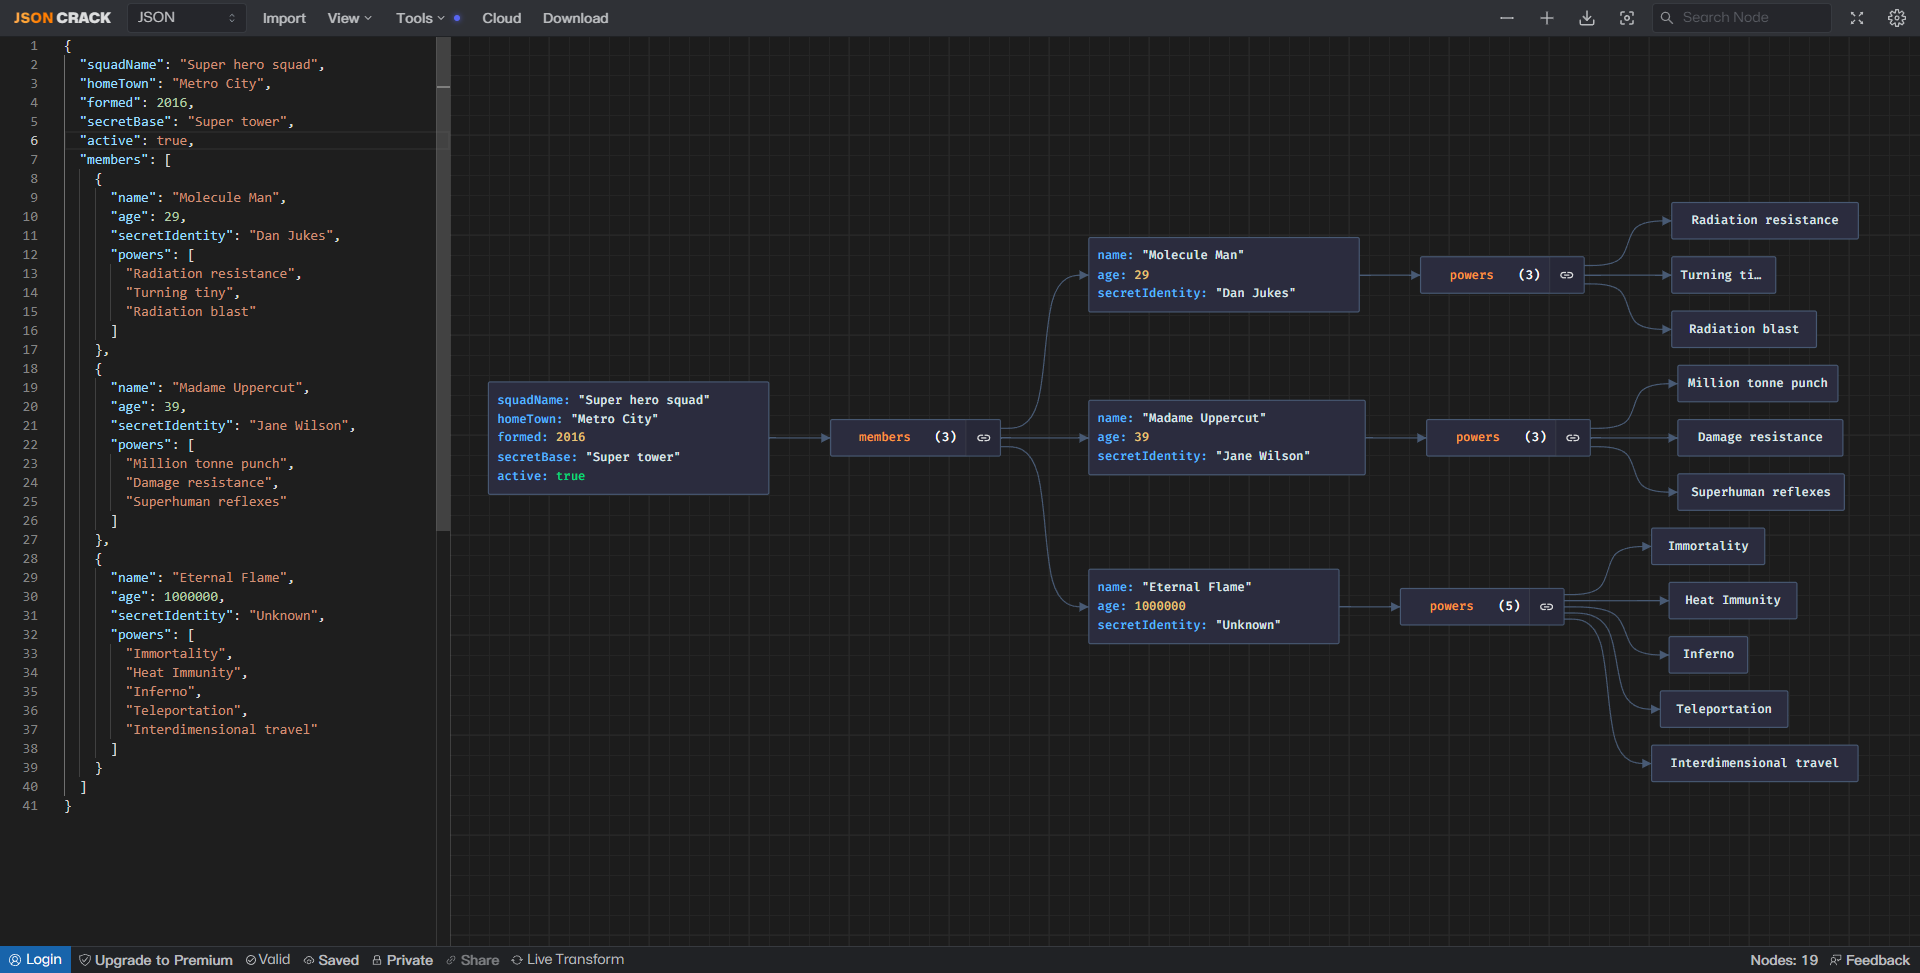 JSON CRACK JSON Import View Tools Cloud Download Search Node
1 {
2 "squadName": "Super hero squad",
3 "homeTown": "Metro City",
4 "formed": 2016,
5 "secretBase": "Super tower",
6 "active": true,
7 "members": [
8 {
9 "name": "Molecule Man",
10 "age": 29,
11 "secretIdentity": "Dan Jukes",
12 "powers": [
13 "Radiation resistance",
14 "Turning tiny",
15 "Radiation blast"
16 ]
17 },
18 {
19 "name": "Madame Uppercut",
20 "age": 39,
21 "secretIdentity": "Jane Wilson",
22 "powers": [
23 "Million tonne punch",
24 "Damage resistance",
25 "Superhuman reflexes"
26 ]
27 },
28 {
29 "name": "Eternal Flame",
30 "age": 1000000,
31 "secretIdentity": "Unknown",
32 "powers": [
33 "Immortality",
34 "Heat Immunity",
35 "Inferno",
36 "Teleportation",
37 "Interdimensional travel"
38 ]
39 }
40 ]
41 }
squadName: "Super hero squad"
homeTown: "Metro City"
formed: 2016
secretBase: "Super tower"
active: true
members (3)
name: "Molecule Man"
age: 29
secretIdentity: "Dan Jukes"
powers (3)
Radiation resistance
Turning ti…
Radiation blast
name: "Madame Uppercut"
age: 39
secretIdentity: "Jane Wilson"
powers (3)
Million tonne punch
Damage resistance
Superhuman reflexes
name: "Eternal Flame"
age: 1000000
secretIdentity: "Unknown"
powers (5)
Immortality
Heat Immunity
Inferno
Teleportation
Interdimensional travel
Login Upgrade to Premium Valid Saved Private Share Live Transform Nodes: 19 Feedback